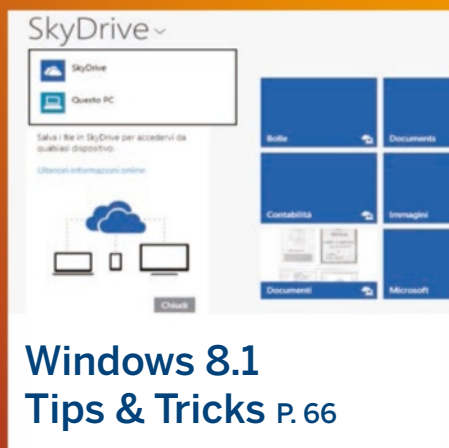 SkyDrive
SkyDrive
Questo PC
Salva i file in SkyDrive per accedervi da
qualsiasi dispositivo.
Ulteriori informazioni online
Chiudi
Bolle
Documents
Contabilità
Immagini
Documenti
Microsoft
Windows 8.1
Tips & Tricks P. 66